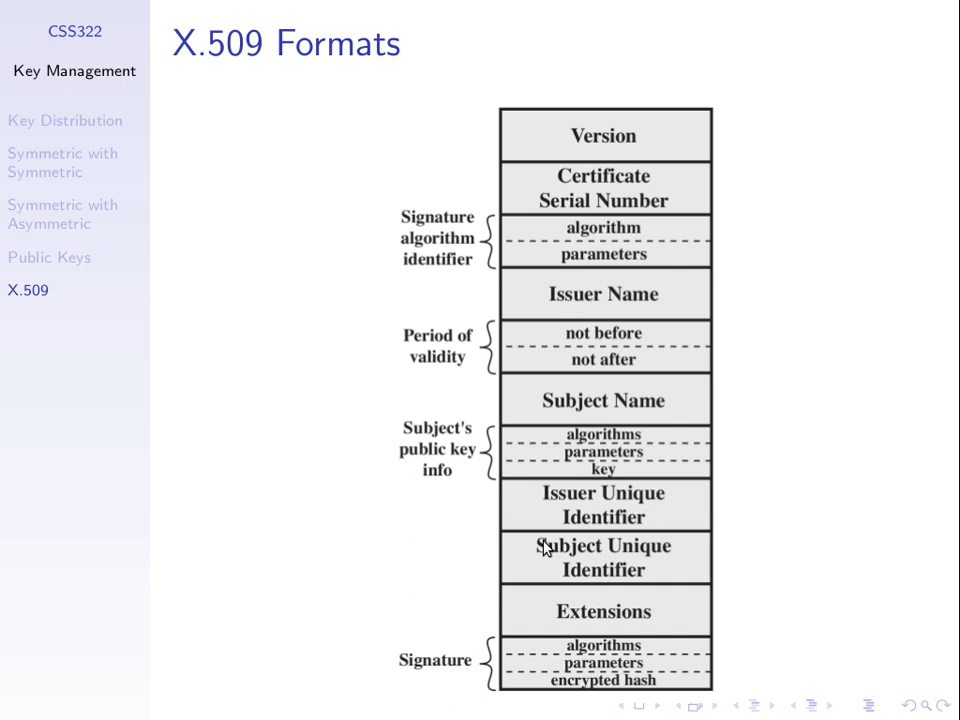 CSS322
Key Management
Key Distribution
Symmetric with
Symmetric
Symmetric with
Asymmetric
Public Keys
X.509
X.509 Formats
Version
Certificate
Serial Number
Signature
algorithm
identifier
algorithm
parameters
Issuer Name
Period of
validity
not before
not after
Subject Name
Subject's
public key
info
algorithms
parameters
key
Issuer Unique
Identifier
Subject Unique
Identifier
Extensions
Signature
algorithms
parameters
encrypted hash